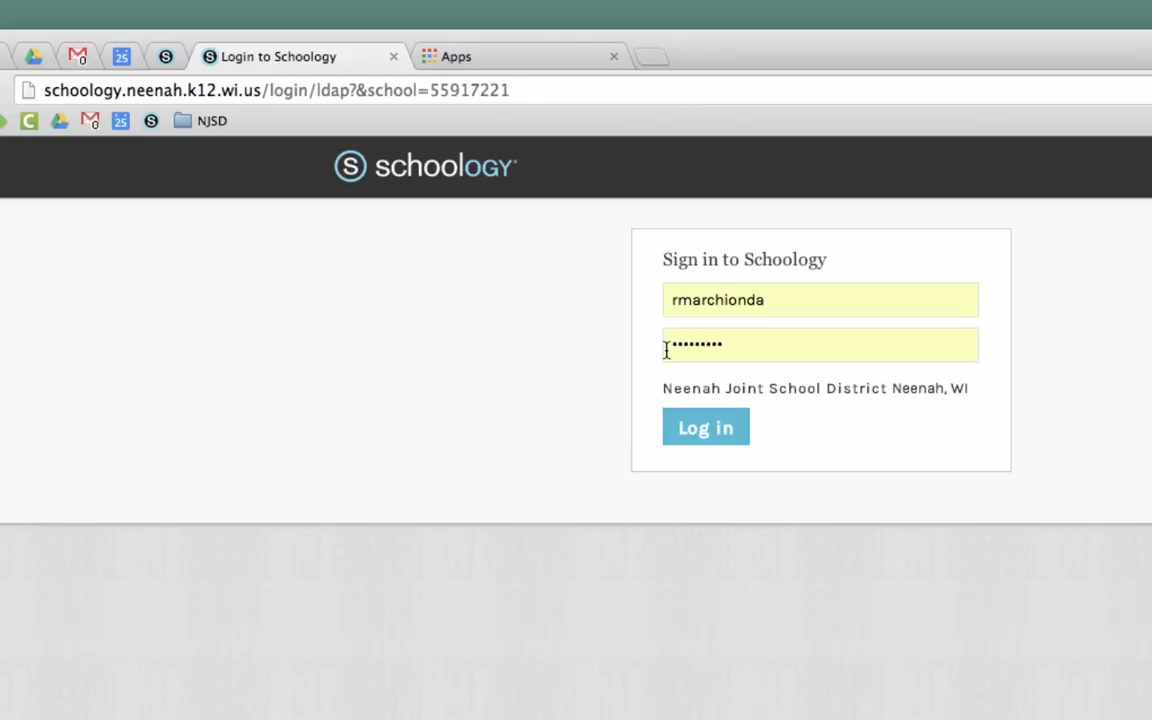 Login to Schoology
Apps
schoology.neenah.k12.wi.us/login/ldap?&school=55917221
NJSD
S schoology
Sign in to Schoology
rmarchionda
•••••••••
Neenah Joint School District Neenah, WI
Log in